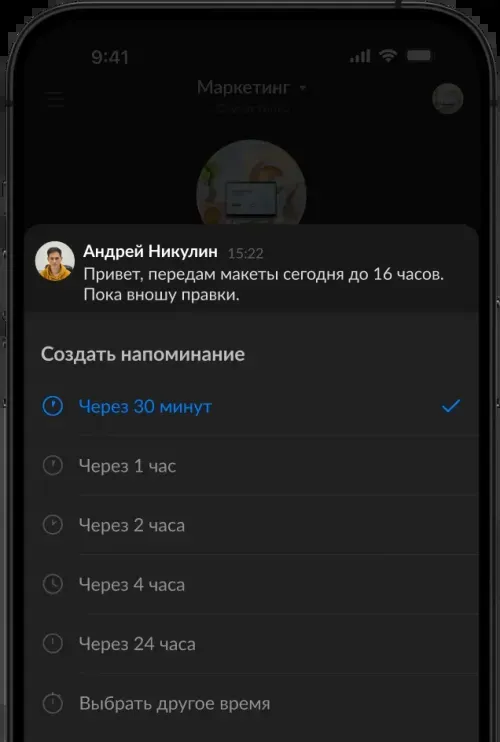 9:41
Маркетинг
Андрей Никулин 15:22
Привет, передам макеты сегодня до 16 часов.
Пока вношу правки.
Создать напоминание
Через 30 минут
Через 1 час
Через 2 часа
Через 4 часа
Через 24 часа
Выбрать другое время